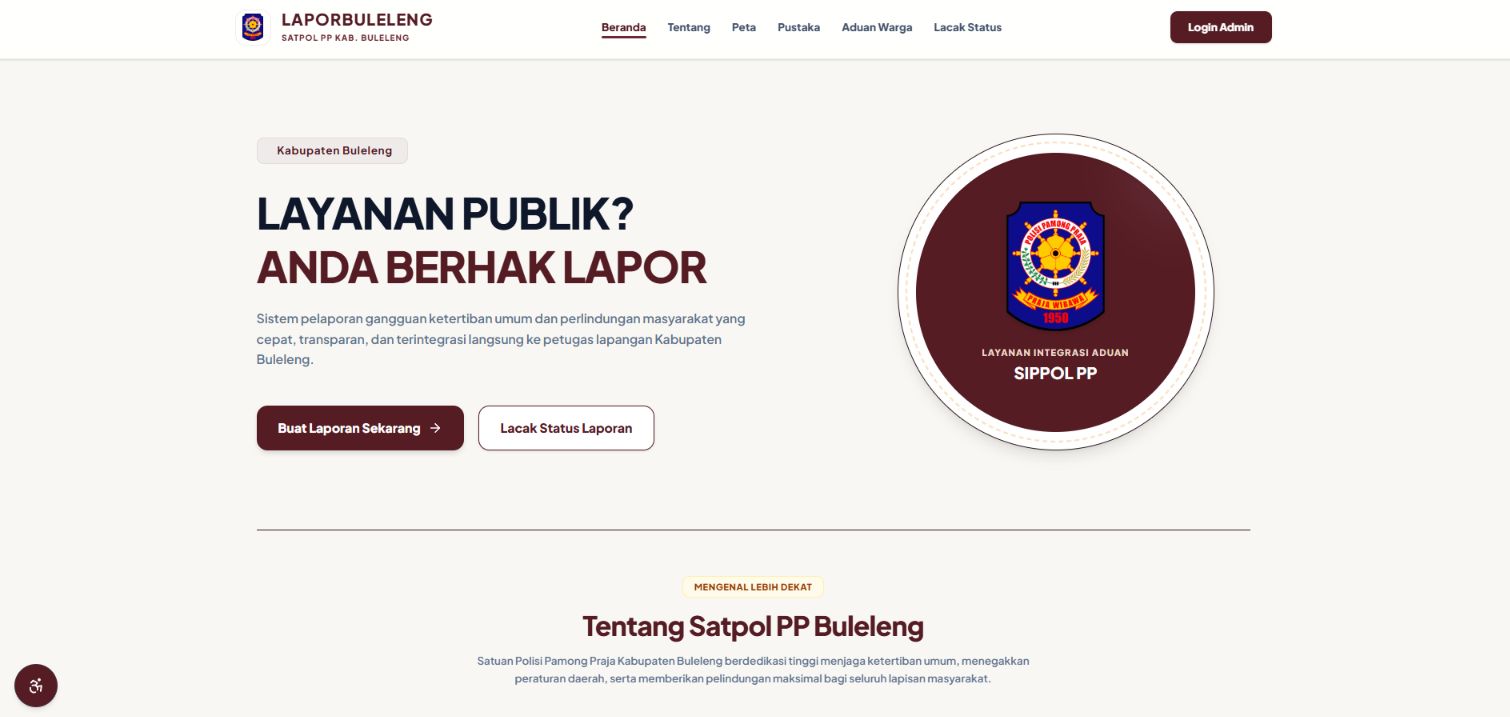 LAPORBULELENG
SATPOL PP KAB. BULELENG
Beranda
Tentang
Peta
Pustaka
Aduan Warga
Lacak Status
Login Admin
Kabupaten Buleleng
LAYANAN PUBLIK?
ANDA BERHAK LAPOR
Sistem pelaporan gangguan ketertiban umum dan perlindungan masyarakat yang
cepat, transparan, dan terintegrasi langsung ke petugas lapangan Kabupaten
Buleleng.
Buat Laporan Sekarang →
Lacak Status Laporan
POLISI PAMONG PRAJA
PRAJA WIBAWA
1950
LAYANAN INTEGRASI ADUAN
SIPPOL PP
MENGENAL LEBIH DEKAT
Tentang Satpol PP Buleleng
Satuan Polisi Pamong Praja Kabupaten Buleleng berdedikasi tinggi menjaga ketertiban umum, menegakkan
peraturan daerah, serta memberikan pelindungan maksimal bagi seluruh lapisan masyarakat.